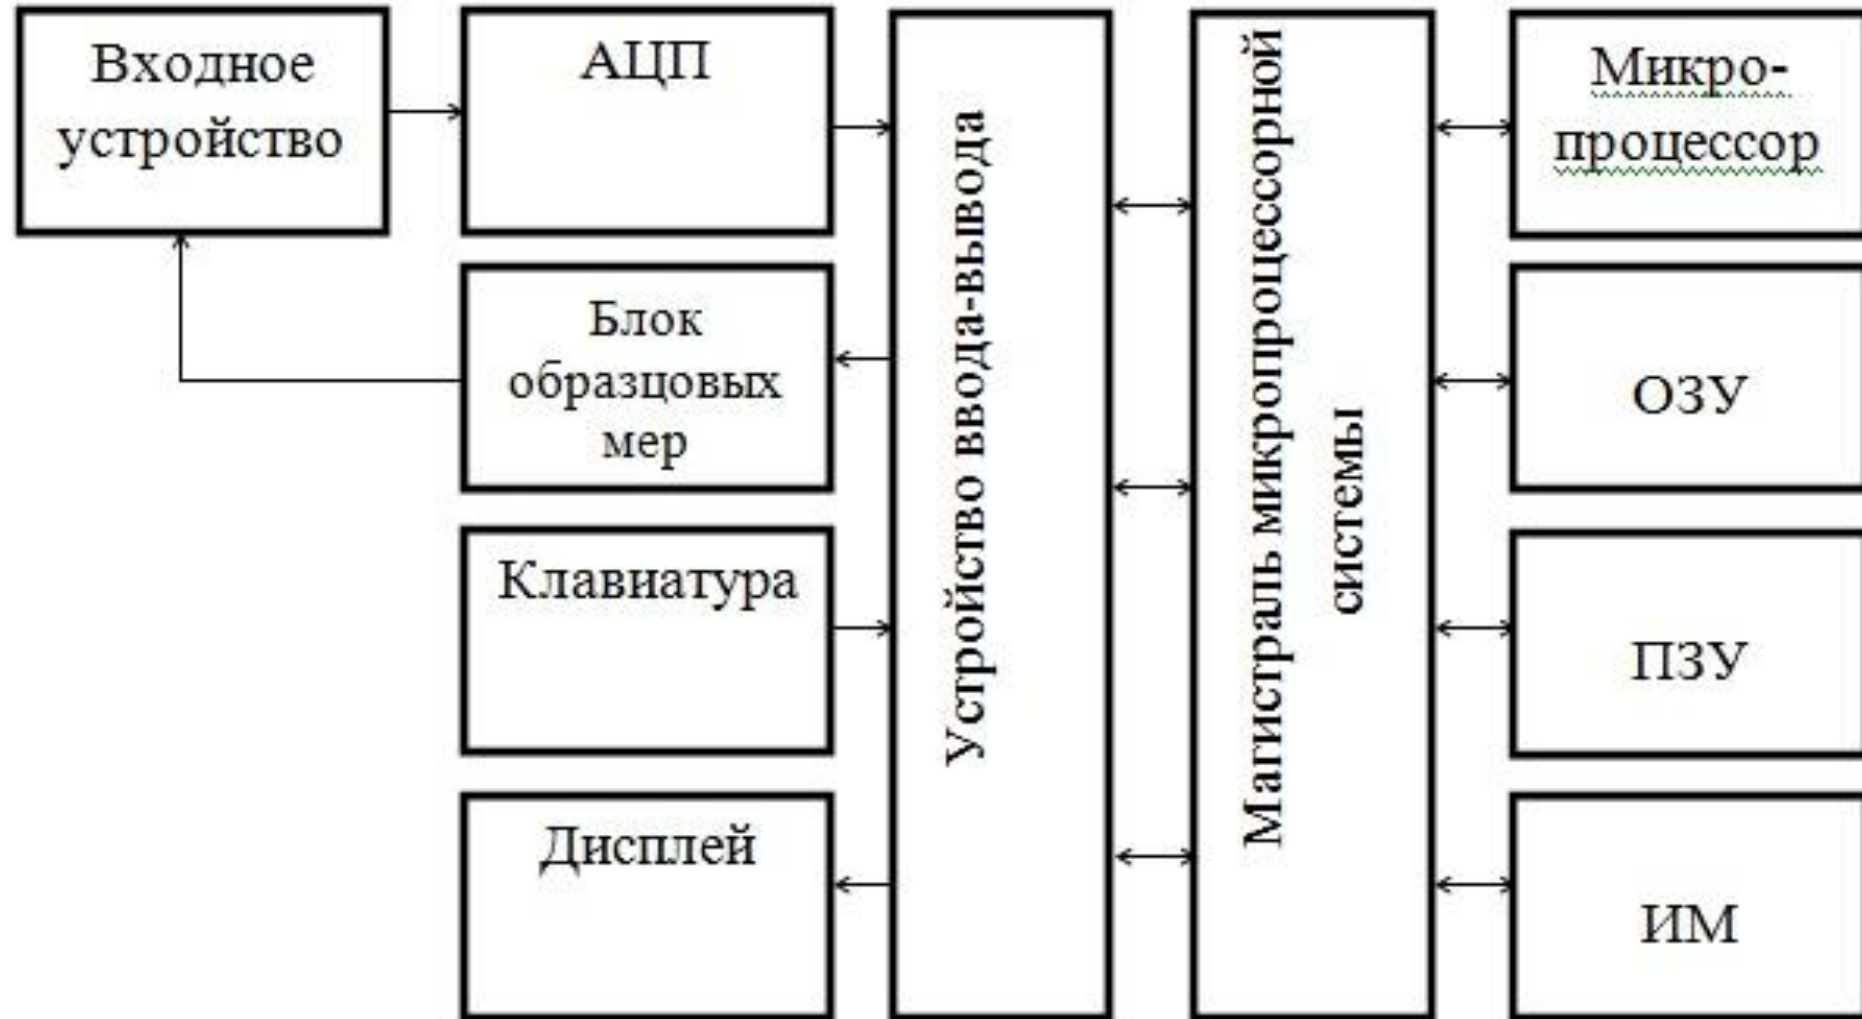 Входное
устройство
АЦП
Блок
образцовых
мер
Клавиатура
Дисплей
Устройство ввода-вывода
Магистраль микропроцессорной
системы
Микро-
процессор
ОЗУ
ПЗУ
ИМ